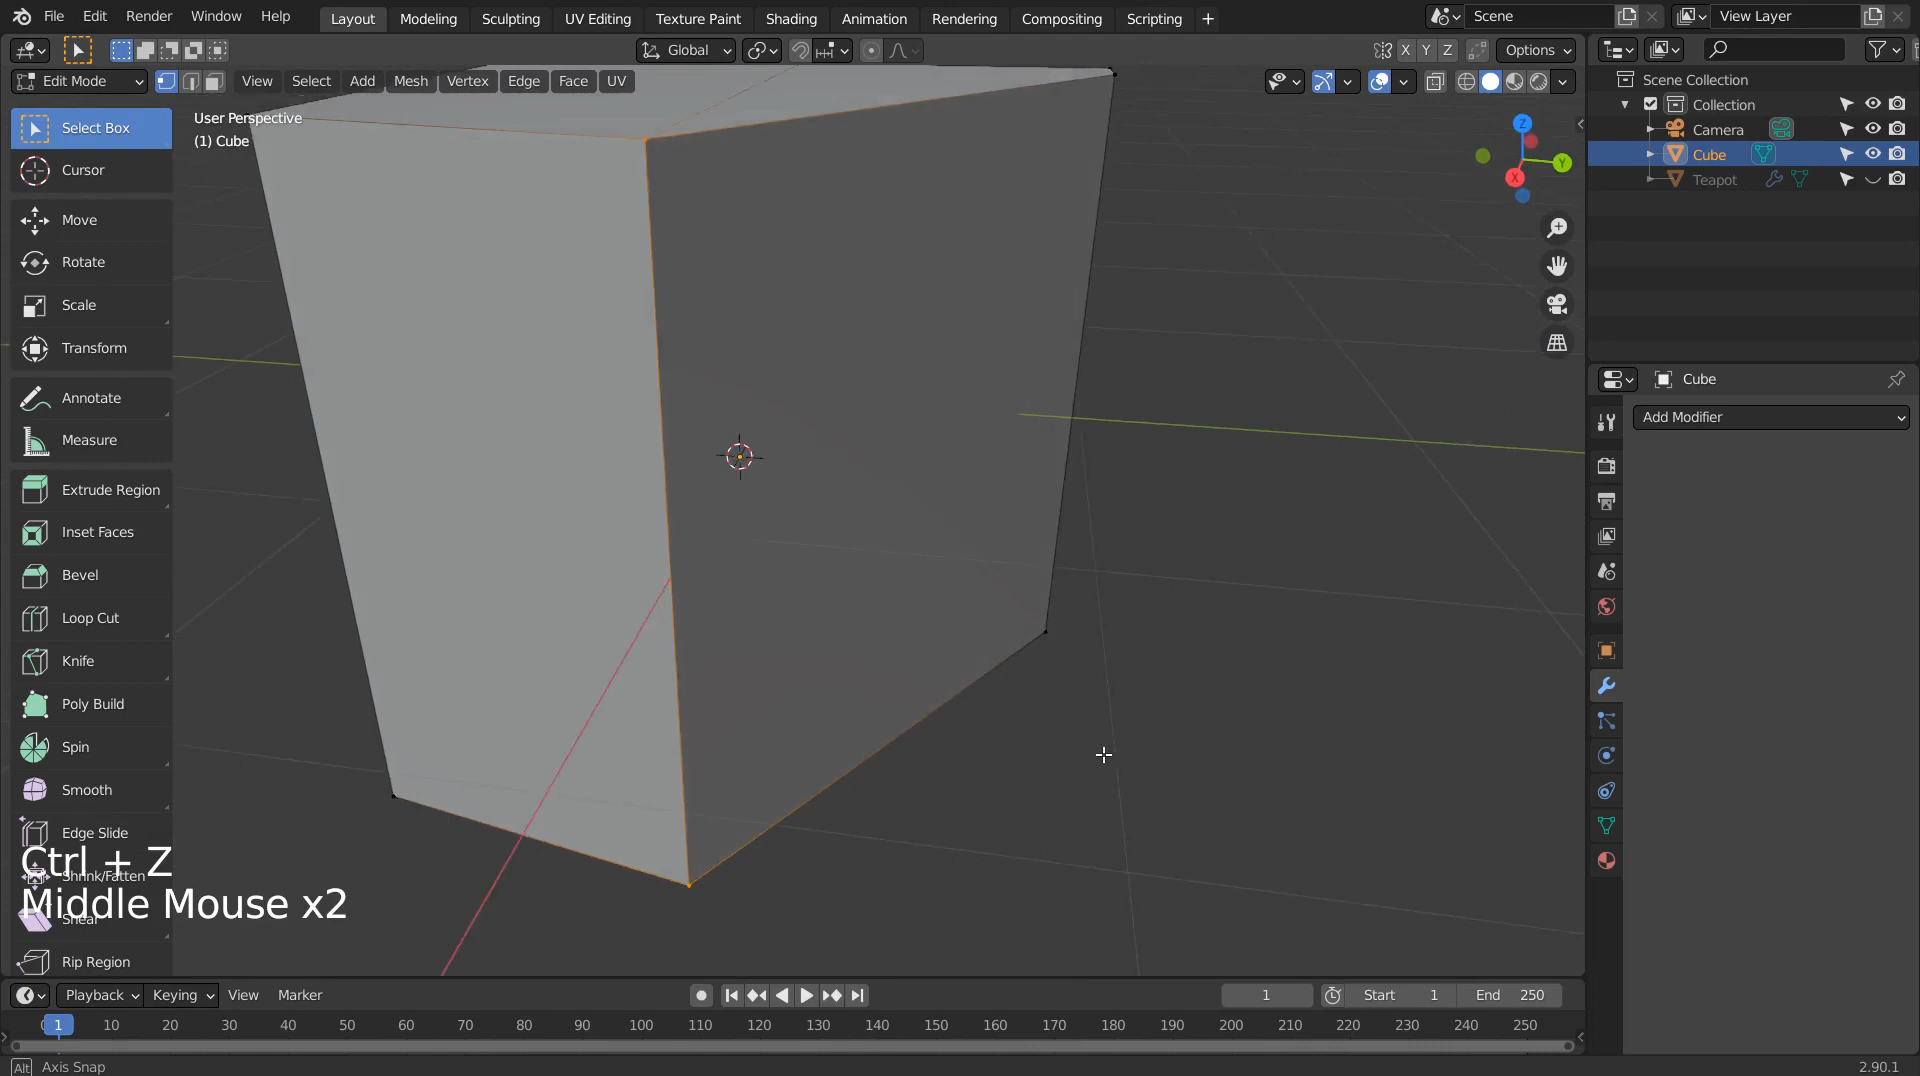 File Edit Render Window Help Layout Modeling Sculpting UV Editing Texture Paint Shading Animation Rendering Compositing Scripting + Scene View Layer
Global X Y Z Options
Edit Mode View Select Add Mesh Vertex Edge Face UV
Scene Collection
Collection
Camera
Cube
Teapot
User Perspective
(1) Cube
Z
Y
X
Select Box
Cursor
Move
Rotate
Scale
Transform
Annotate
Measure
Extrude Region
Inset Faces
Bevel
Loop Cut
Knife
Poly Build
Spin
Smooth
Edge Slide
Shrink/Fatten
Shear
Rip Region
Ctrl + Z
Middle Mouse x2
Cube
Add Modifier
Playback Keying View Marker 1 Start 1 End 250
1 10 20 30 40 50 60 70 80 90 100 110 120 130 140 150 160 170 180 190 200 210 220 230 240 250
Alt Axis Snap 2.90.1